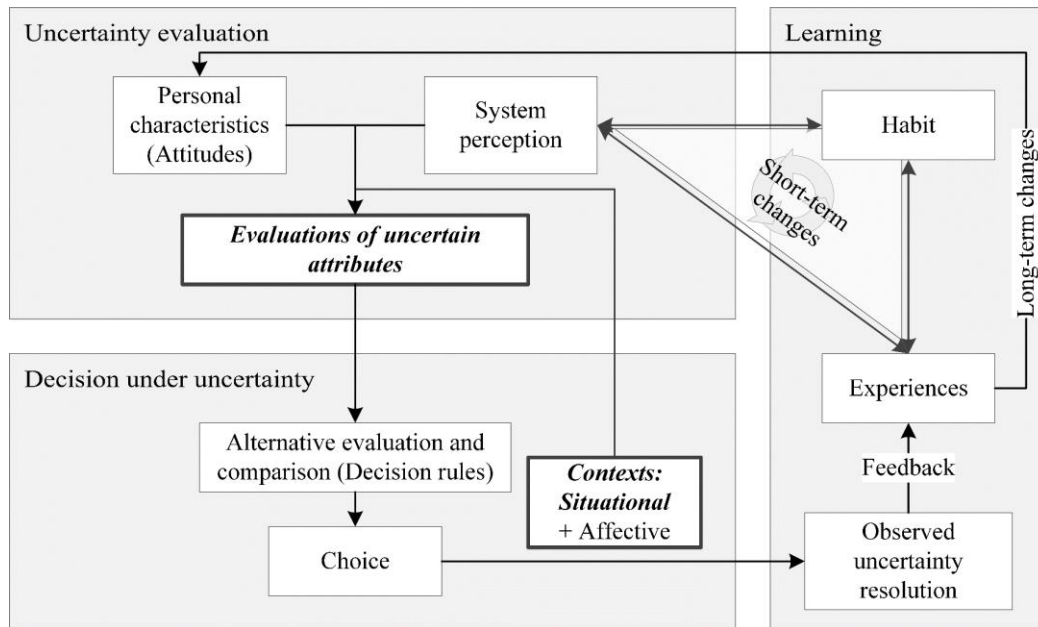 Uncertainty evaluation
Personal
characteristics
(Attitudes)
System
perception
Evaluations of uncertain
attributes
Decision under uncertainty
Alternative evaluation and
comparison (Decision rules)
Choice
Contexts:
Situational
+ Affective
Learning
Habit
Short-term
changes
Long-term changes
Experiences
Feedback
Observed
uncertainty
resolution